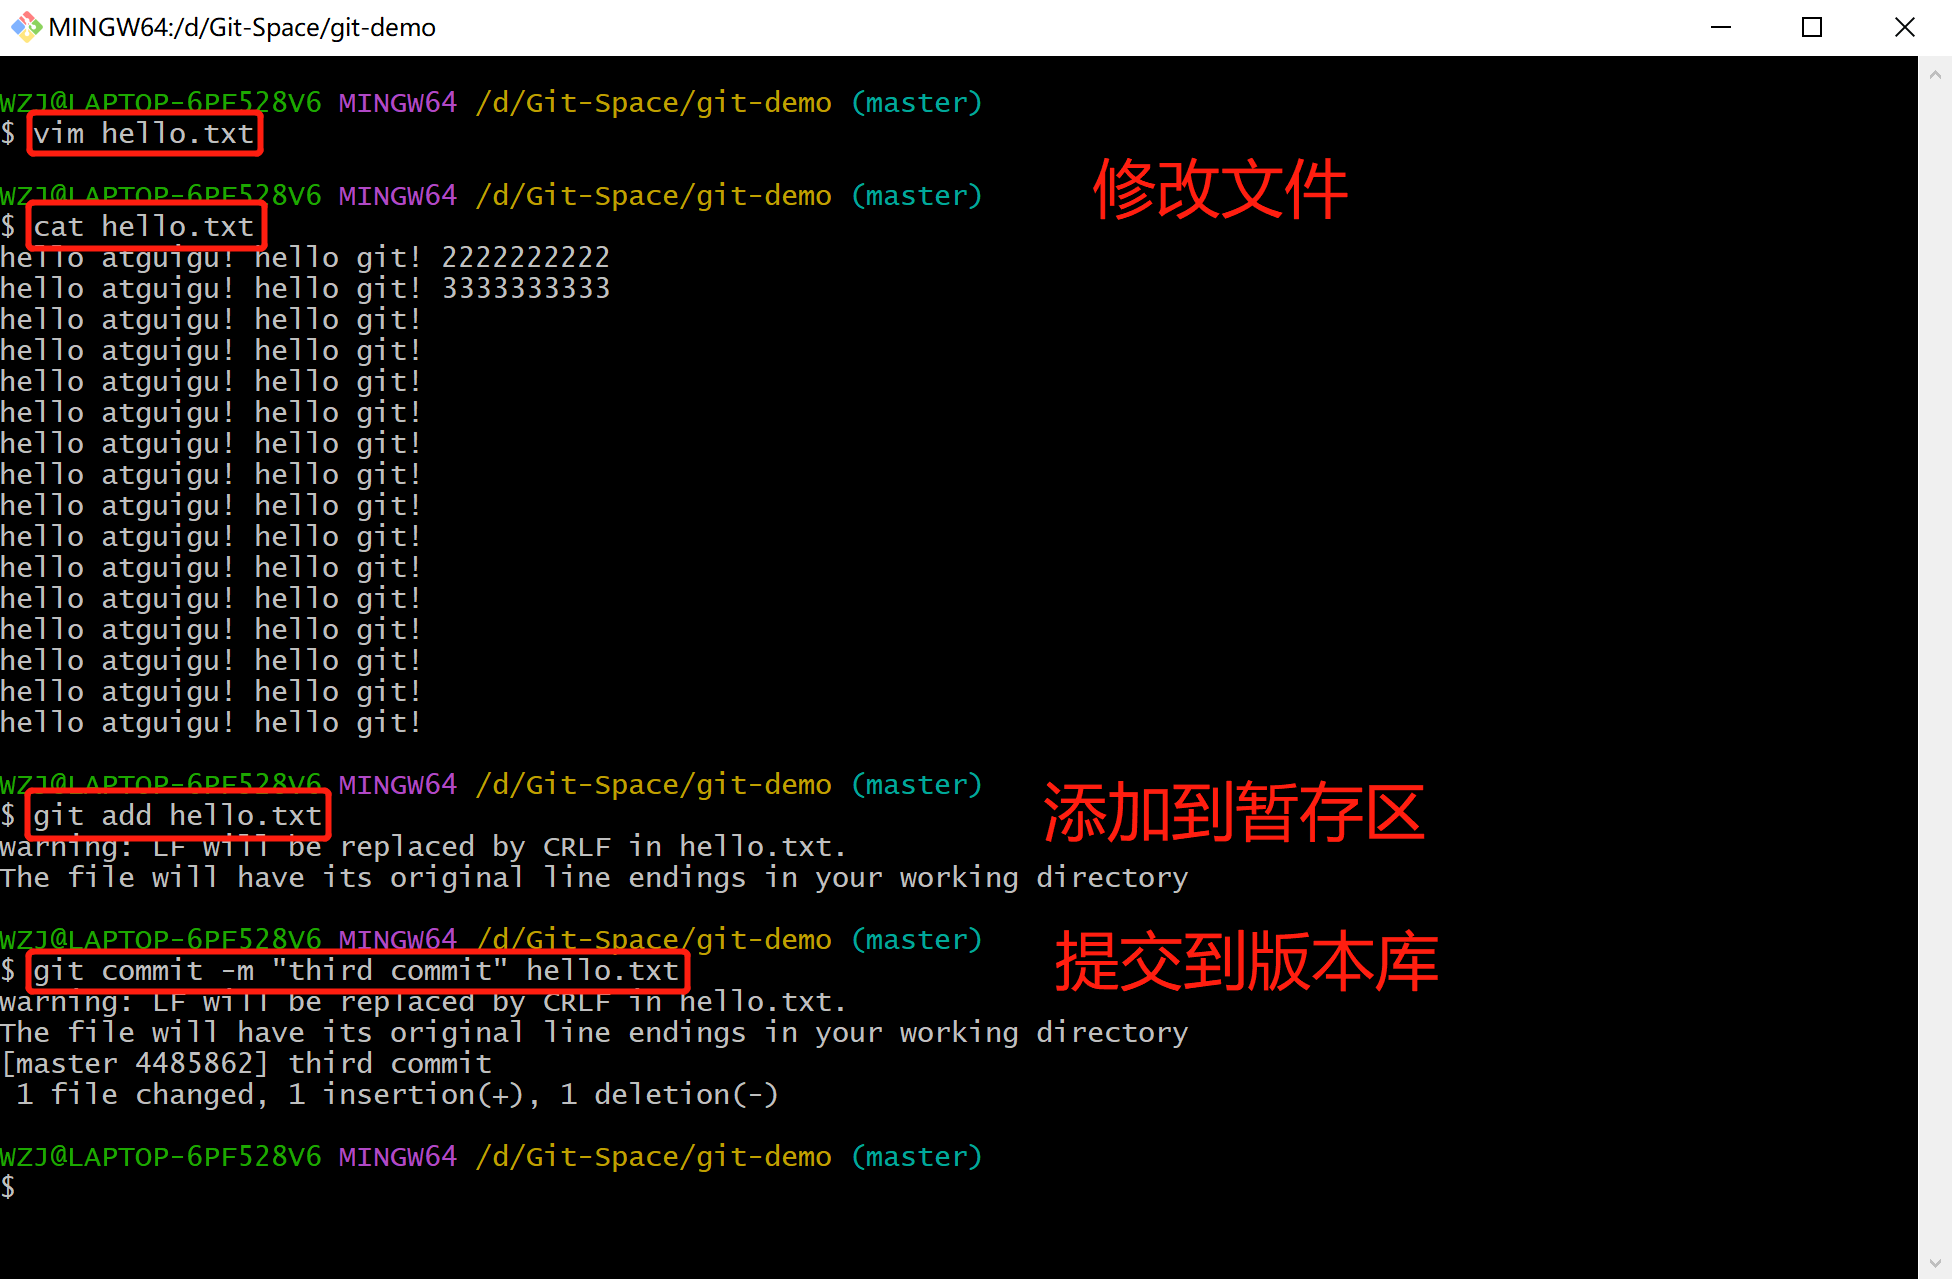 MINGW64:/d/Git-Space/git-demo
WZJ@LAPTOP-6PF528V6 MINGW64 /d/Git-Space/git-demo (master)
$ vim hello.txt
修改文件
WZJ@LAPTOP-6PF528V6 MINGW64 /d/Git-Space/git-demo (master)
$ cat hello.txt
hello atguigu! hello git! 2222222222
hello atguigu! hello git! 3333333333
hello atguigu! hello git!
hello atguigu! hello git!
hello atguigu! hello git!
hello atguigu! hello git!
hello atguigu! hello git!
hello atguigu! hello git!
hello atguigu! hello git!
hello atguigu! hello git!
hello atguigu! hello git!
hello atguigu! hello git!
hello atguigu! hello git!
hello atguigu! hello git!
hello atguigu! hello git!
hello atguigu! hello git!
WZJ@LAPTOP-6PF528V6 MINGW64 /d/Git-Space/git-demo (master)
$ git add hello.txt
添加到暂存区
warning: LF will be replaced by CRLF in hello.txt.
The file will have its original line endings in your working directory
WZJ@LAPTOP-6PF528V6 MINGW64 /d/Git-Space/git-demo (master)
$ git commit -m "third commit" hello.txt
提交到版本库
warning: LF will be replaced by CRLF in hello.txt.
The file will have its original line endings in your working directory
[master 4485862] third commit
1 file changed, 1 insertion(+), 1 deletion(-)
WZJ@LAPTOP-6PF528V6 MINGW64 /d/Git-Space/git-demo (master)
$